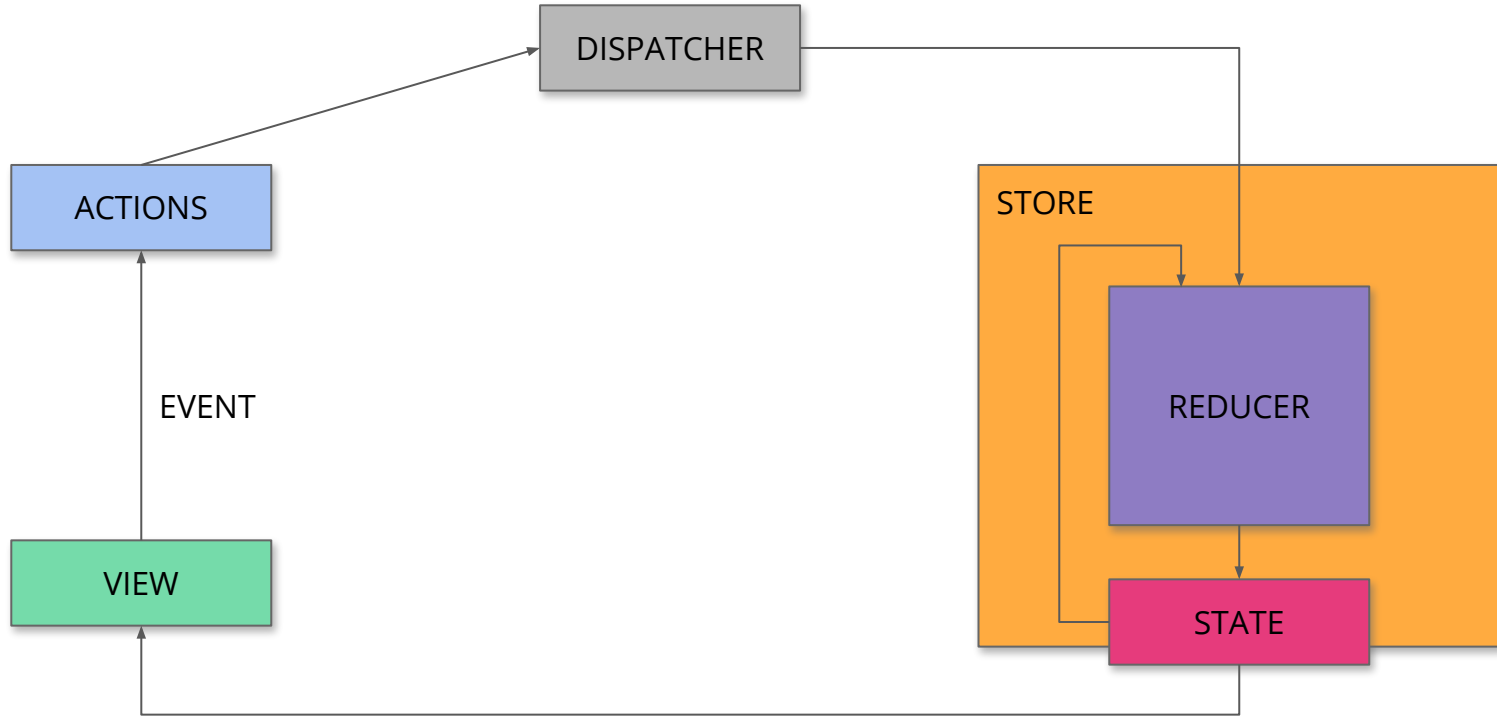 DISPATCHER
ACTIONS
STORE
EVENT
REDUCER
VIEW
STATE